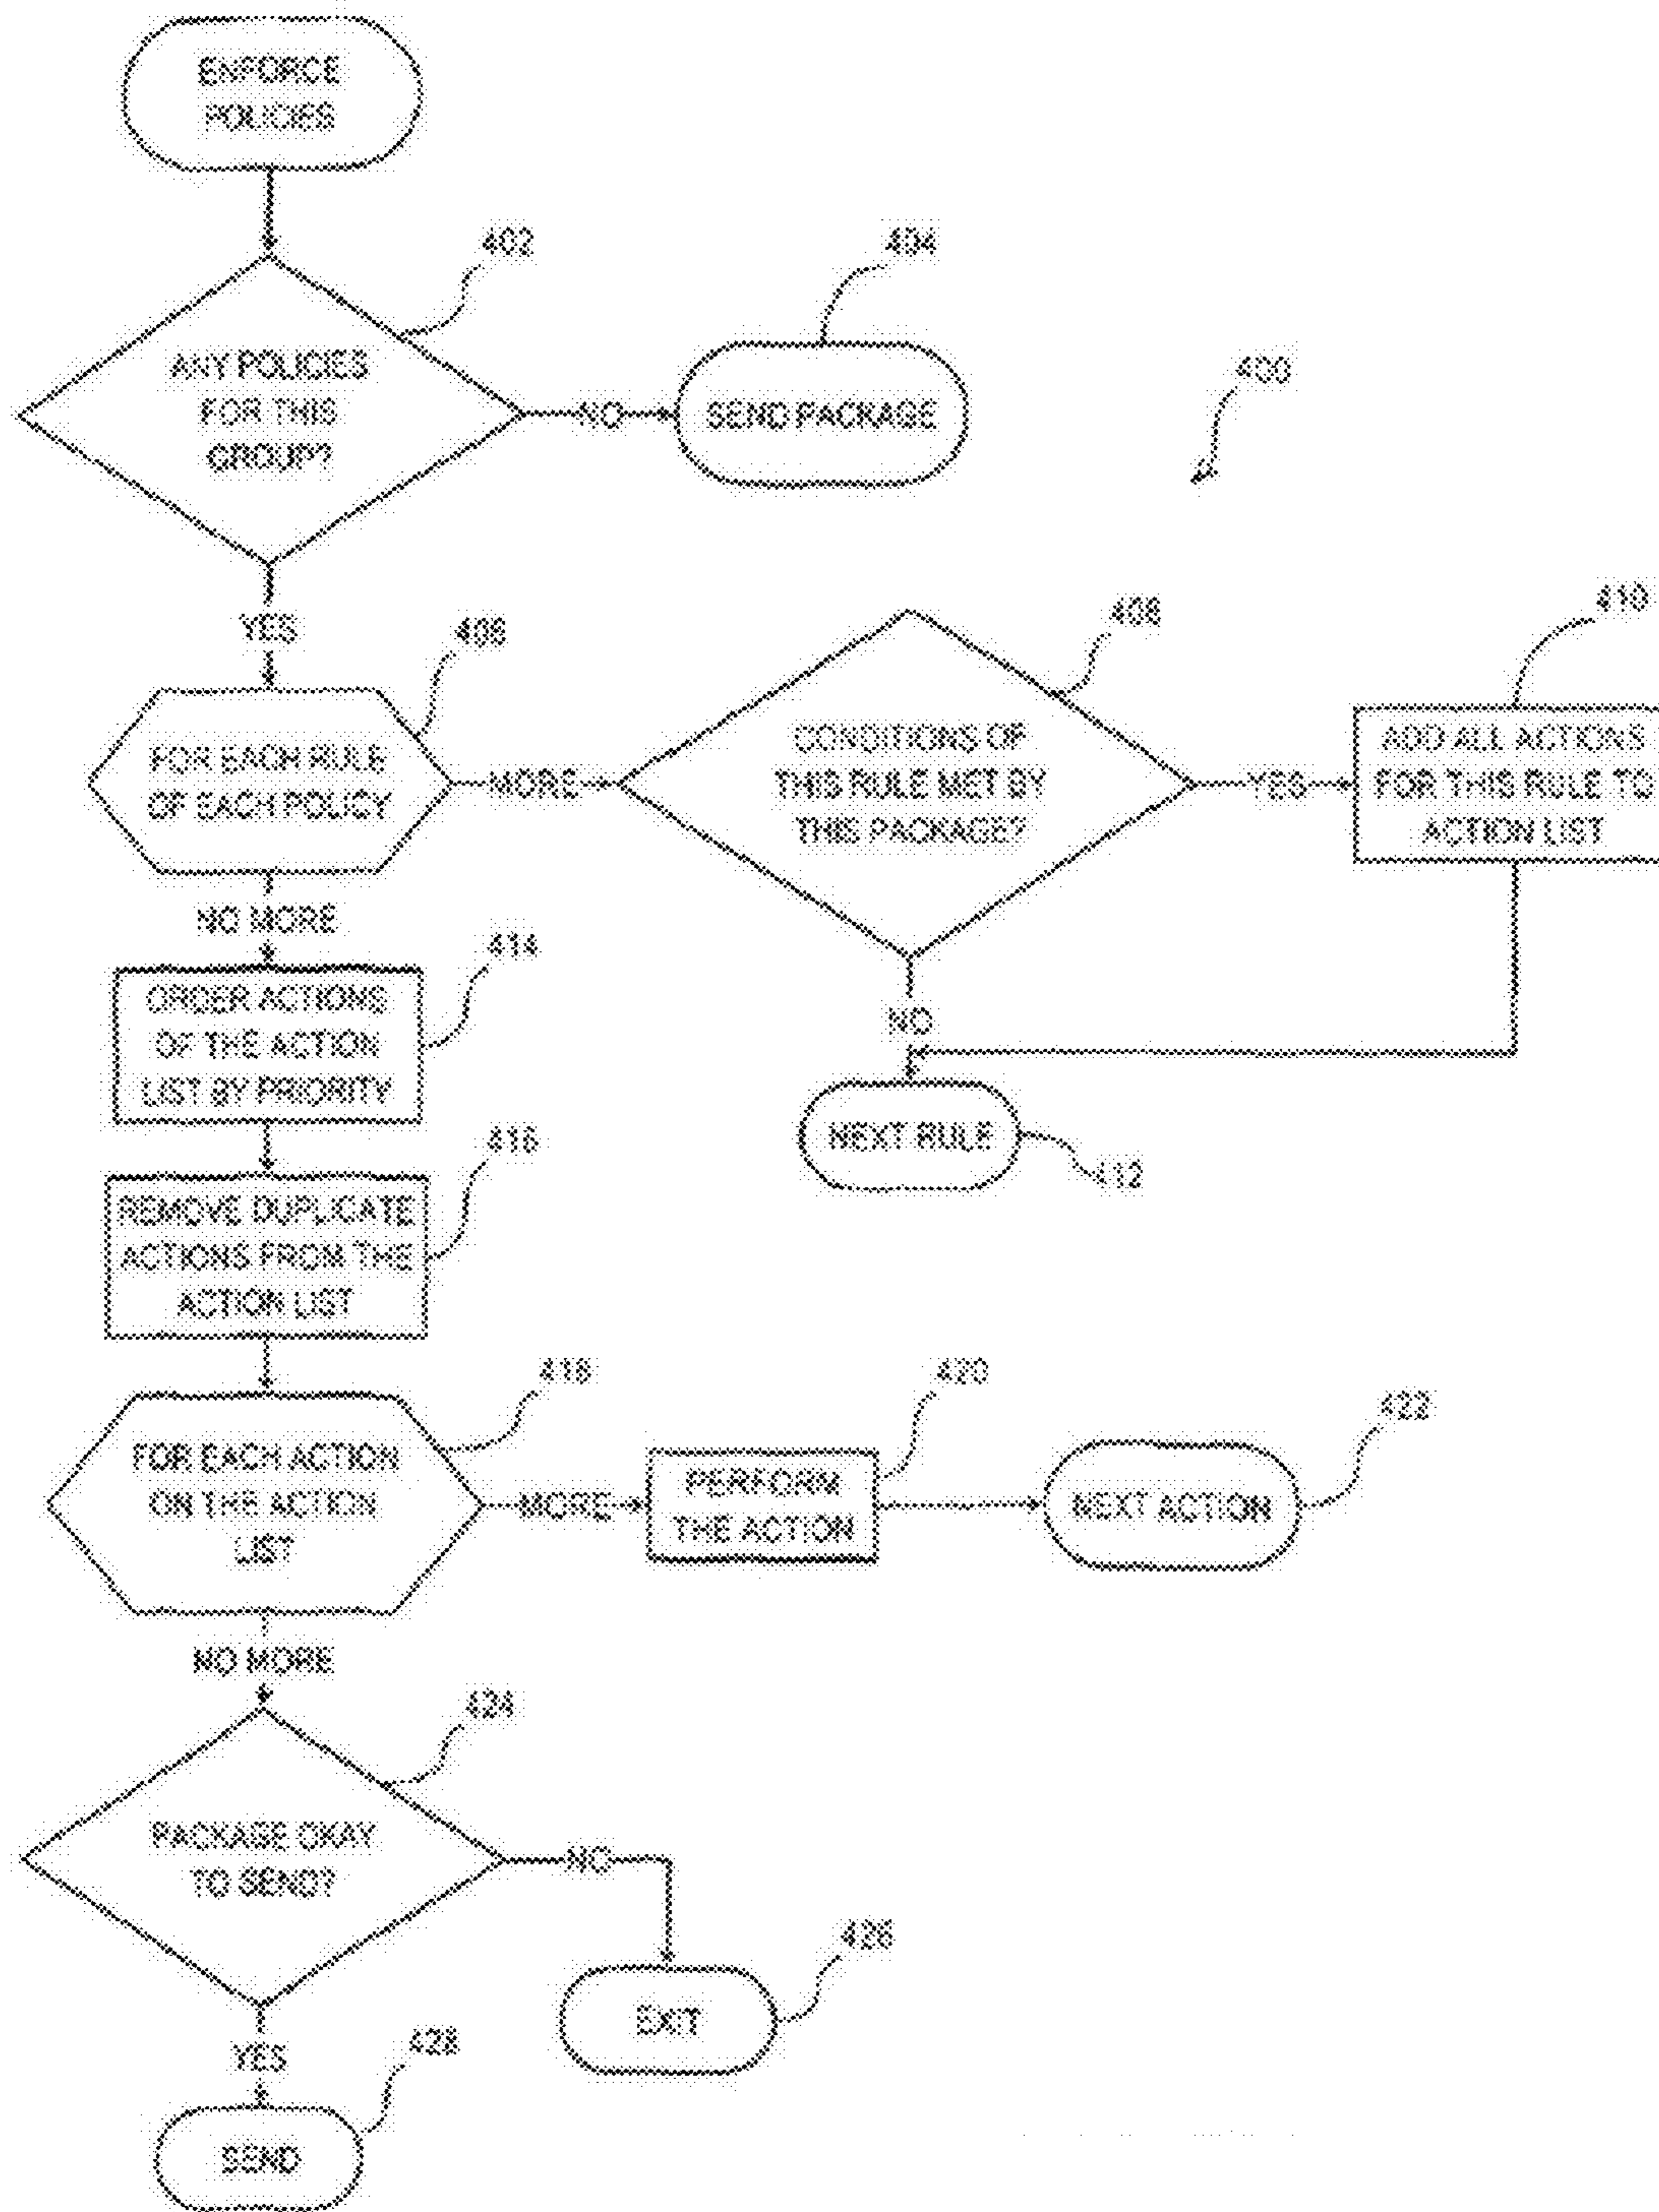 ENFORCE
POLICIES
402
404
ANY POLICIES
FOR THIS
GROUP?
NO
SEND PACKAGE
400
YES
406
408
410
FOR EACH RULE
OF EACH POLICY
MORE
CONDITIONS OF
THIS RULE MET BY
THIS PACKAGE?
YES
ADD ALL ACTIONS
FOR THIS RULE TO
ACTION LIST
NO MORE
414
ORDER ACTIONS
OF THE ACTION
LIST BY PRIORITY
NO
NEXT RULE
412
416
REMOVE DUPLICATE
ACTIONS FROM THE
ACTION LIST
418
420
422
FOR EACH ACTION
ON THE ACTION
LIST
MORE
PERFORM
THE ACTION
NEXT ACTION
NO MORE
424
PACKAGE OKAY
TO SEND?
NO
426
EXIT
YES
428
SEND